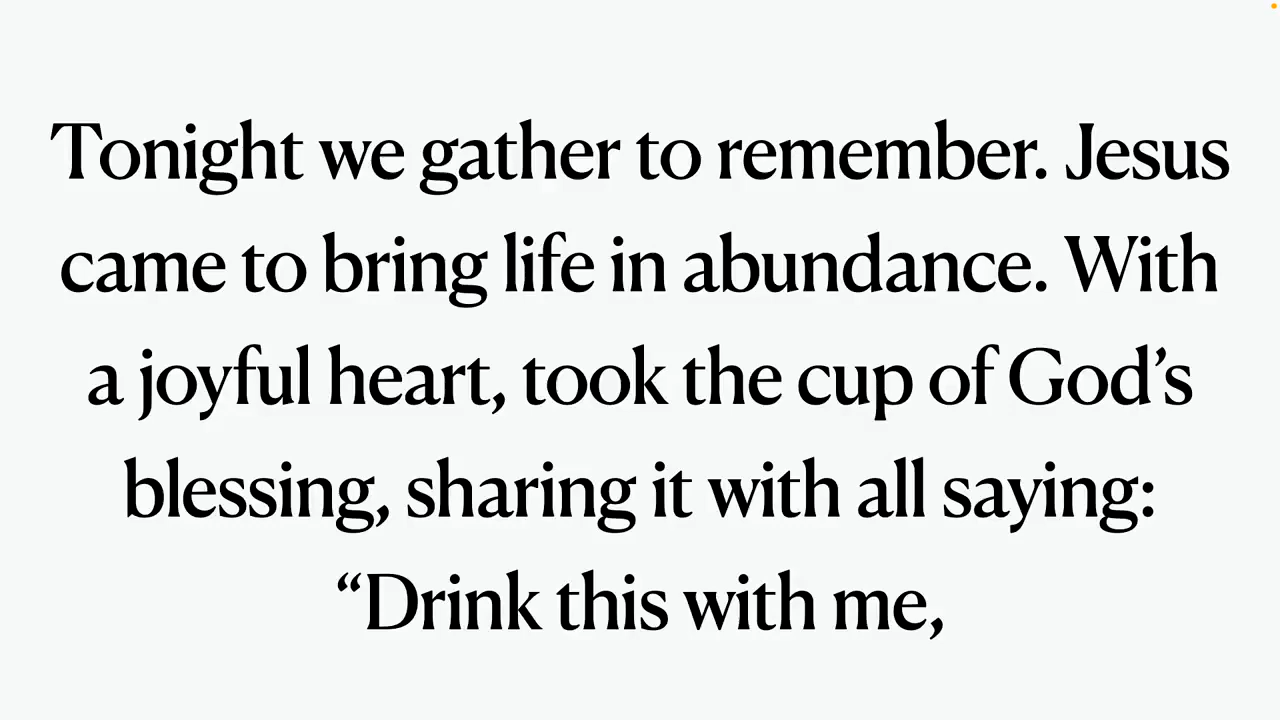 Tonight we gather to remember. Jesus
came to bring life in abundance. With
a joyful heart, took the cup of God’s
blessing, sharing it with all saying:
“Drink this with me,